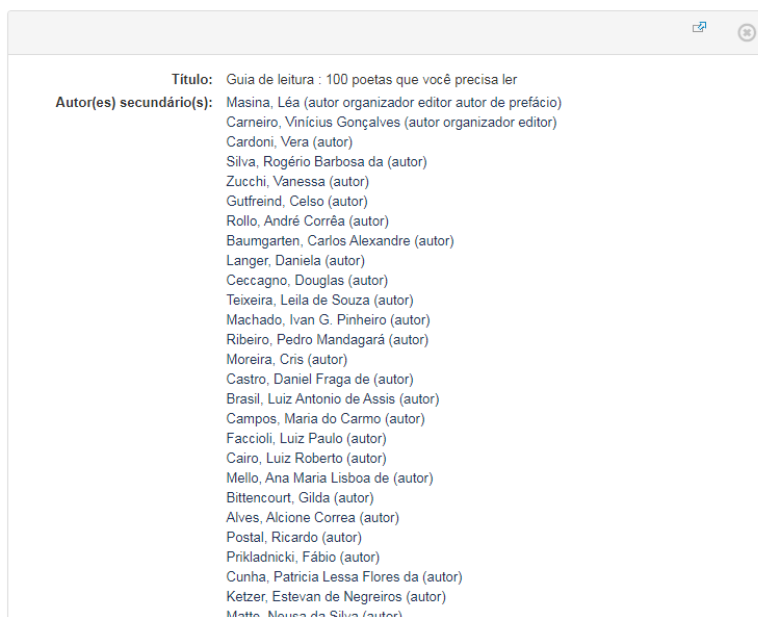 Título: Guia de leitura : 100 poetas que você precisa ler
Autor(es) secundário(s): Masina, Léa (autor organizador editor autor de prefácio)
Carneiro, Vinícius Gonçalves (autor organizador editor)
Cardoni, Vera (autor)
Silva, Rogério Barbosa da (autor)
Zucchi, Vanessa (autor)
Gutfreind, Celso (autor)
Rollo, André Corrêa (autor)
Baumgarten, Carlos Alexandre (autor)
Langer, Daniela (autor)
Ceccagno, Douglas (autor)
Teixeira, Leila de Souza (autor)
Machado, Ivan G. Pinheiro (autor)
Ribeiro, Pedro Mandagará (autor)
Moreira, Cris (autor)
Castro, Daniel Fraga de (autor)
Brasil, Luiz Antonio de Assis (autor)
Campos, Maria do Carmo (autor)
Faccioli, Luiz Paulo (autor)
Cairo, Luiz Roberto (autor)
Mello, Ana Maria Lisboa de (autor)
Bittencourt, Gilda (autor)
Alves, Alcione Correa (autor)
Postal, Ricardo (autor)
Prikladnicki, Fábio (autor)
Cunha, Patricia Lessa Flores da (autor)
Ketzer, Estevan de Negreiros (autor)
Matte, Neusa da Silva (autor)